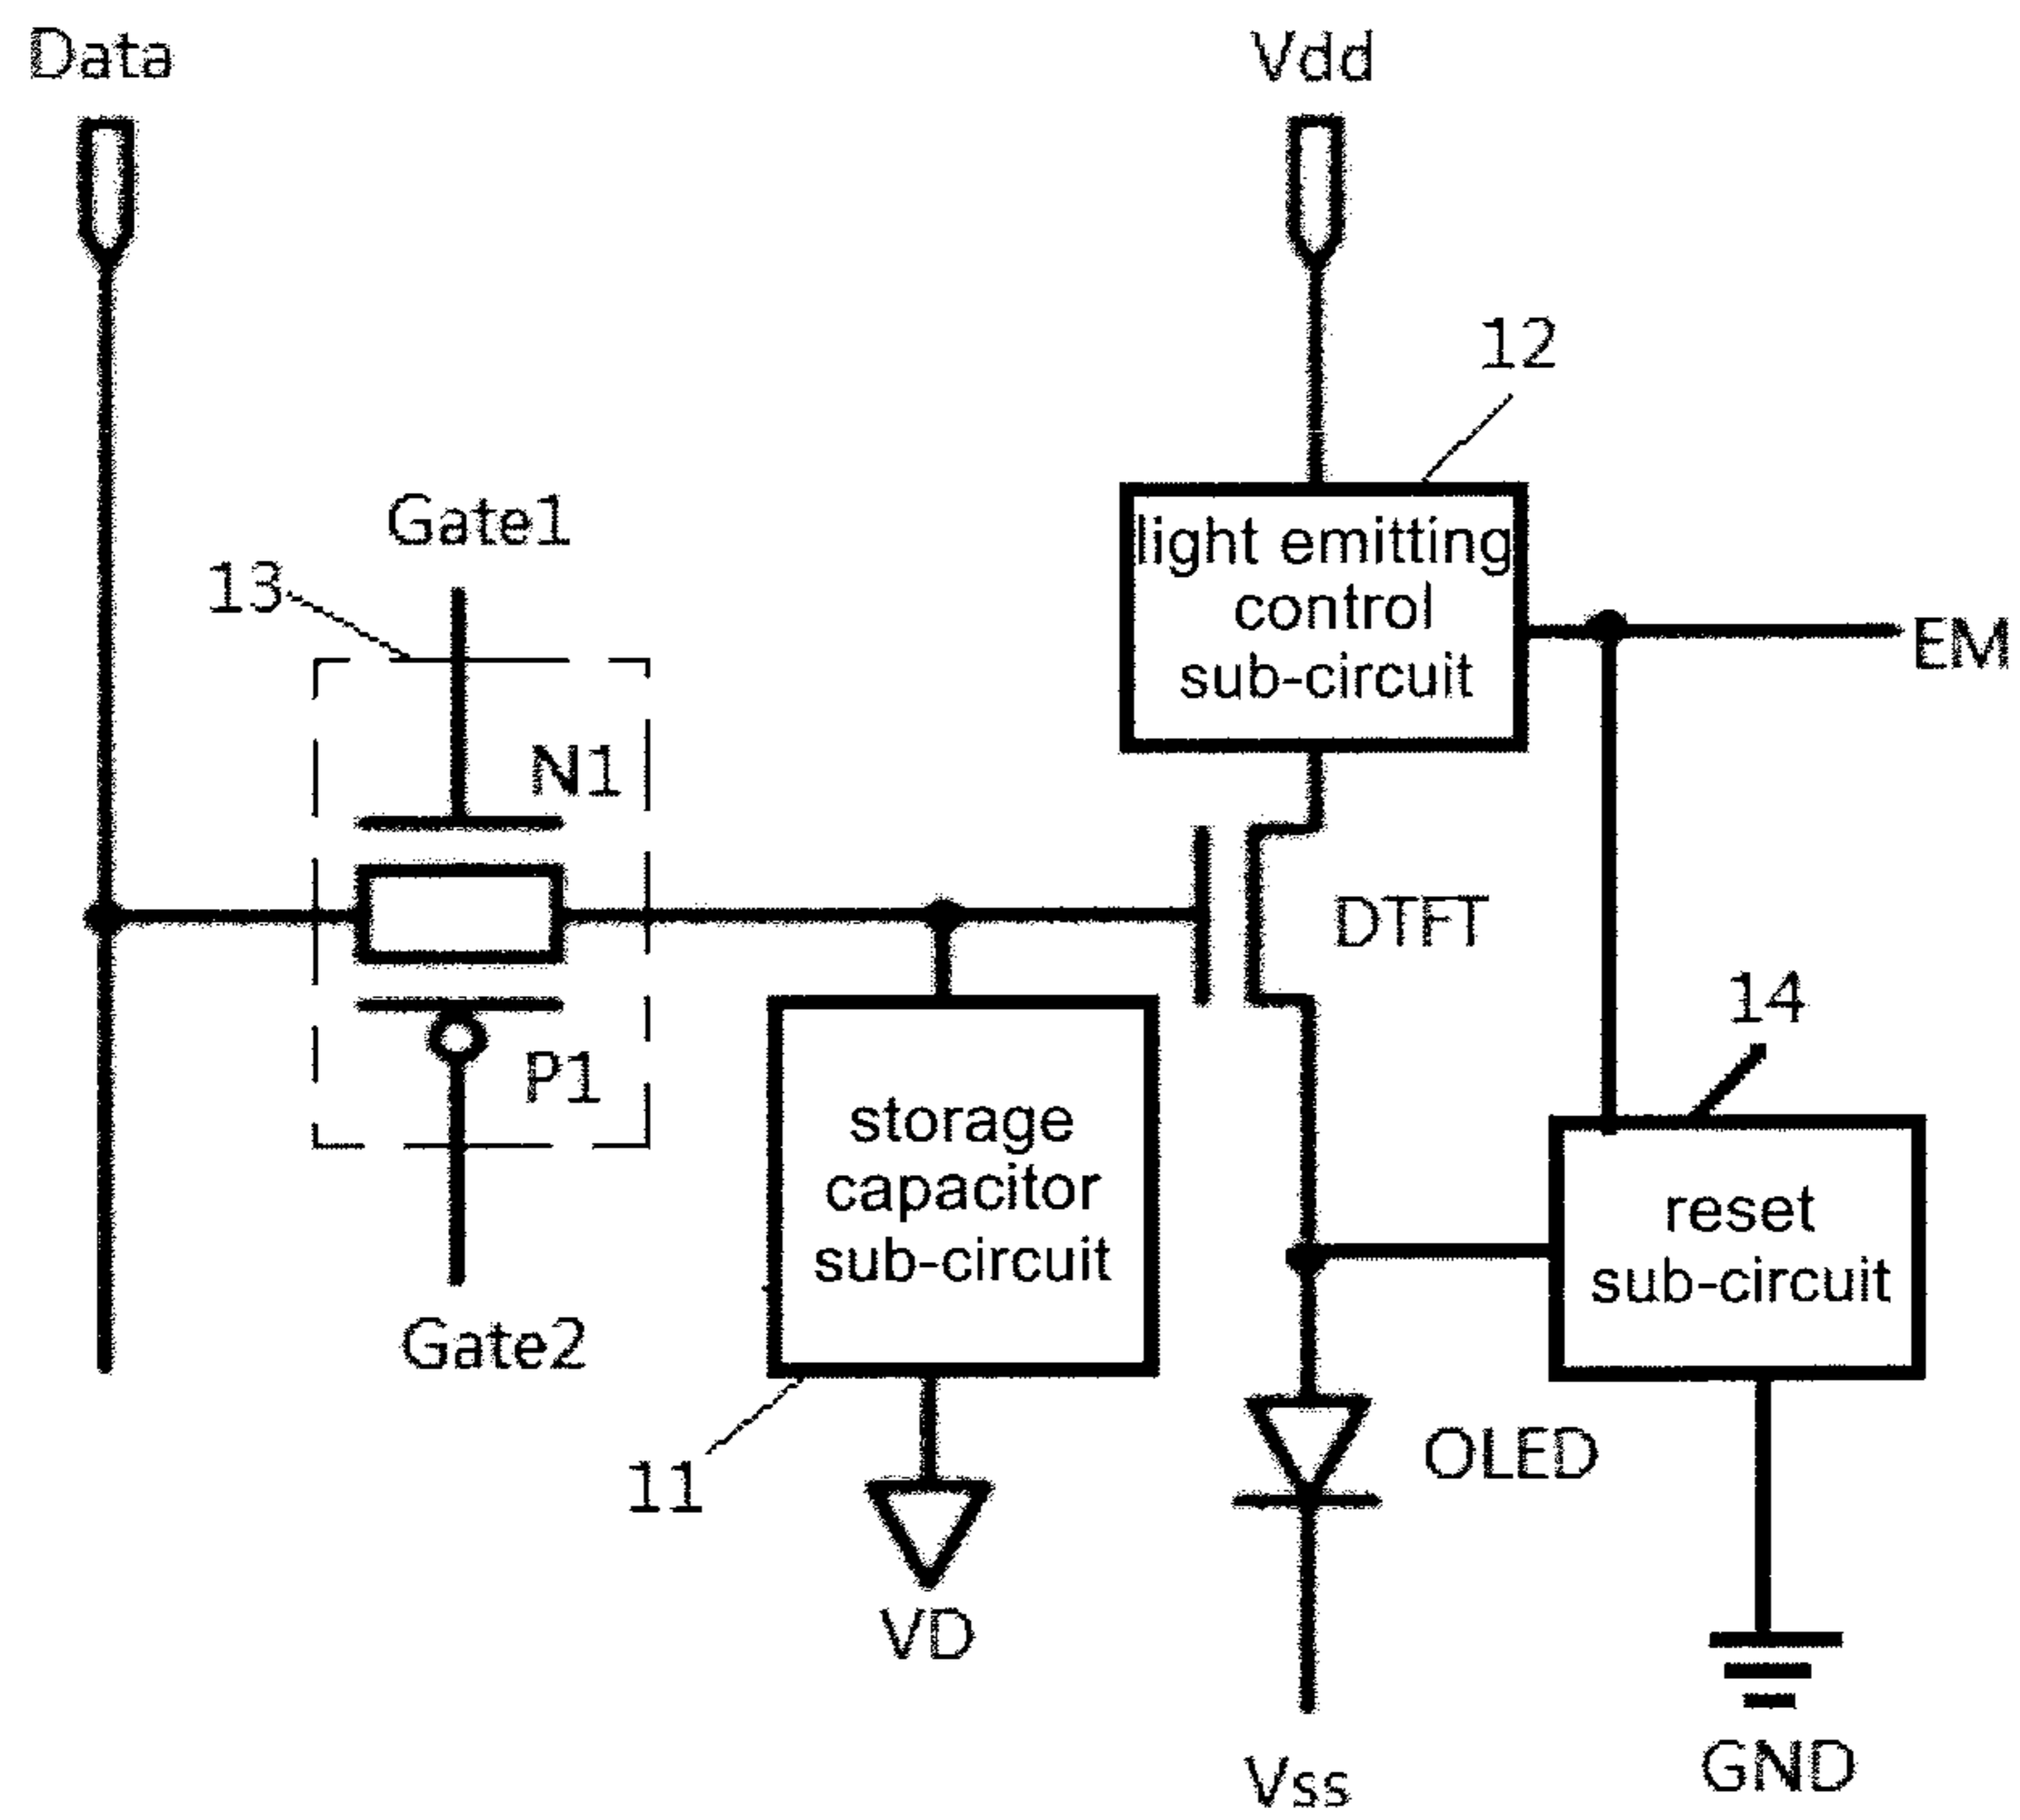 Data
Vdd
12
Gate1
light emitting
control
sub-circuit
13
EM
N1
DTFT
14
P1
storage
capacitor
sub-circuit
reset
sub-circuit
Gate2
OLED
11
VD
Vss
GND